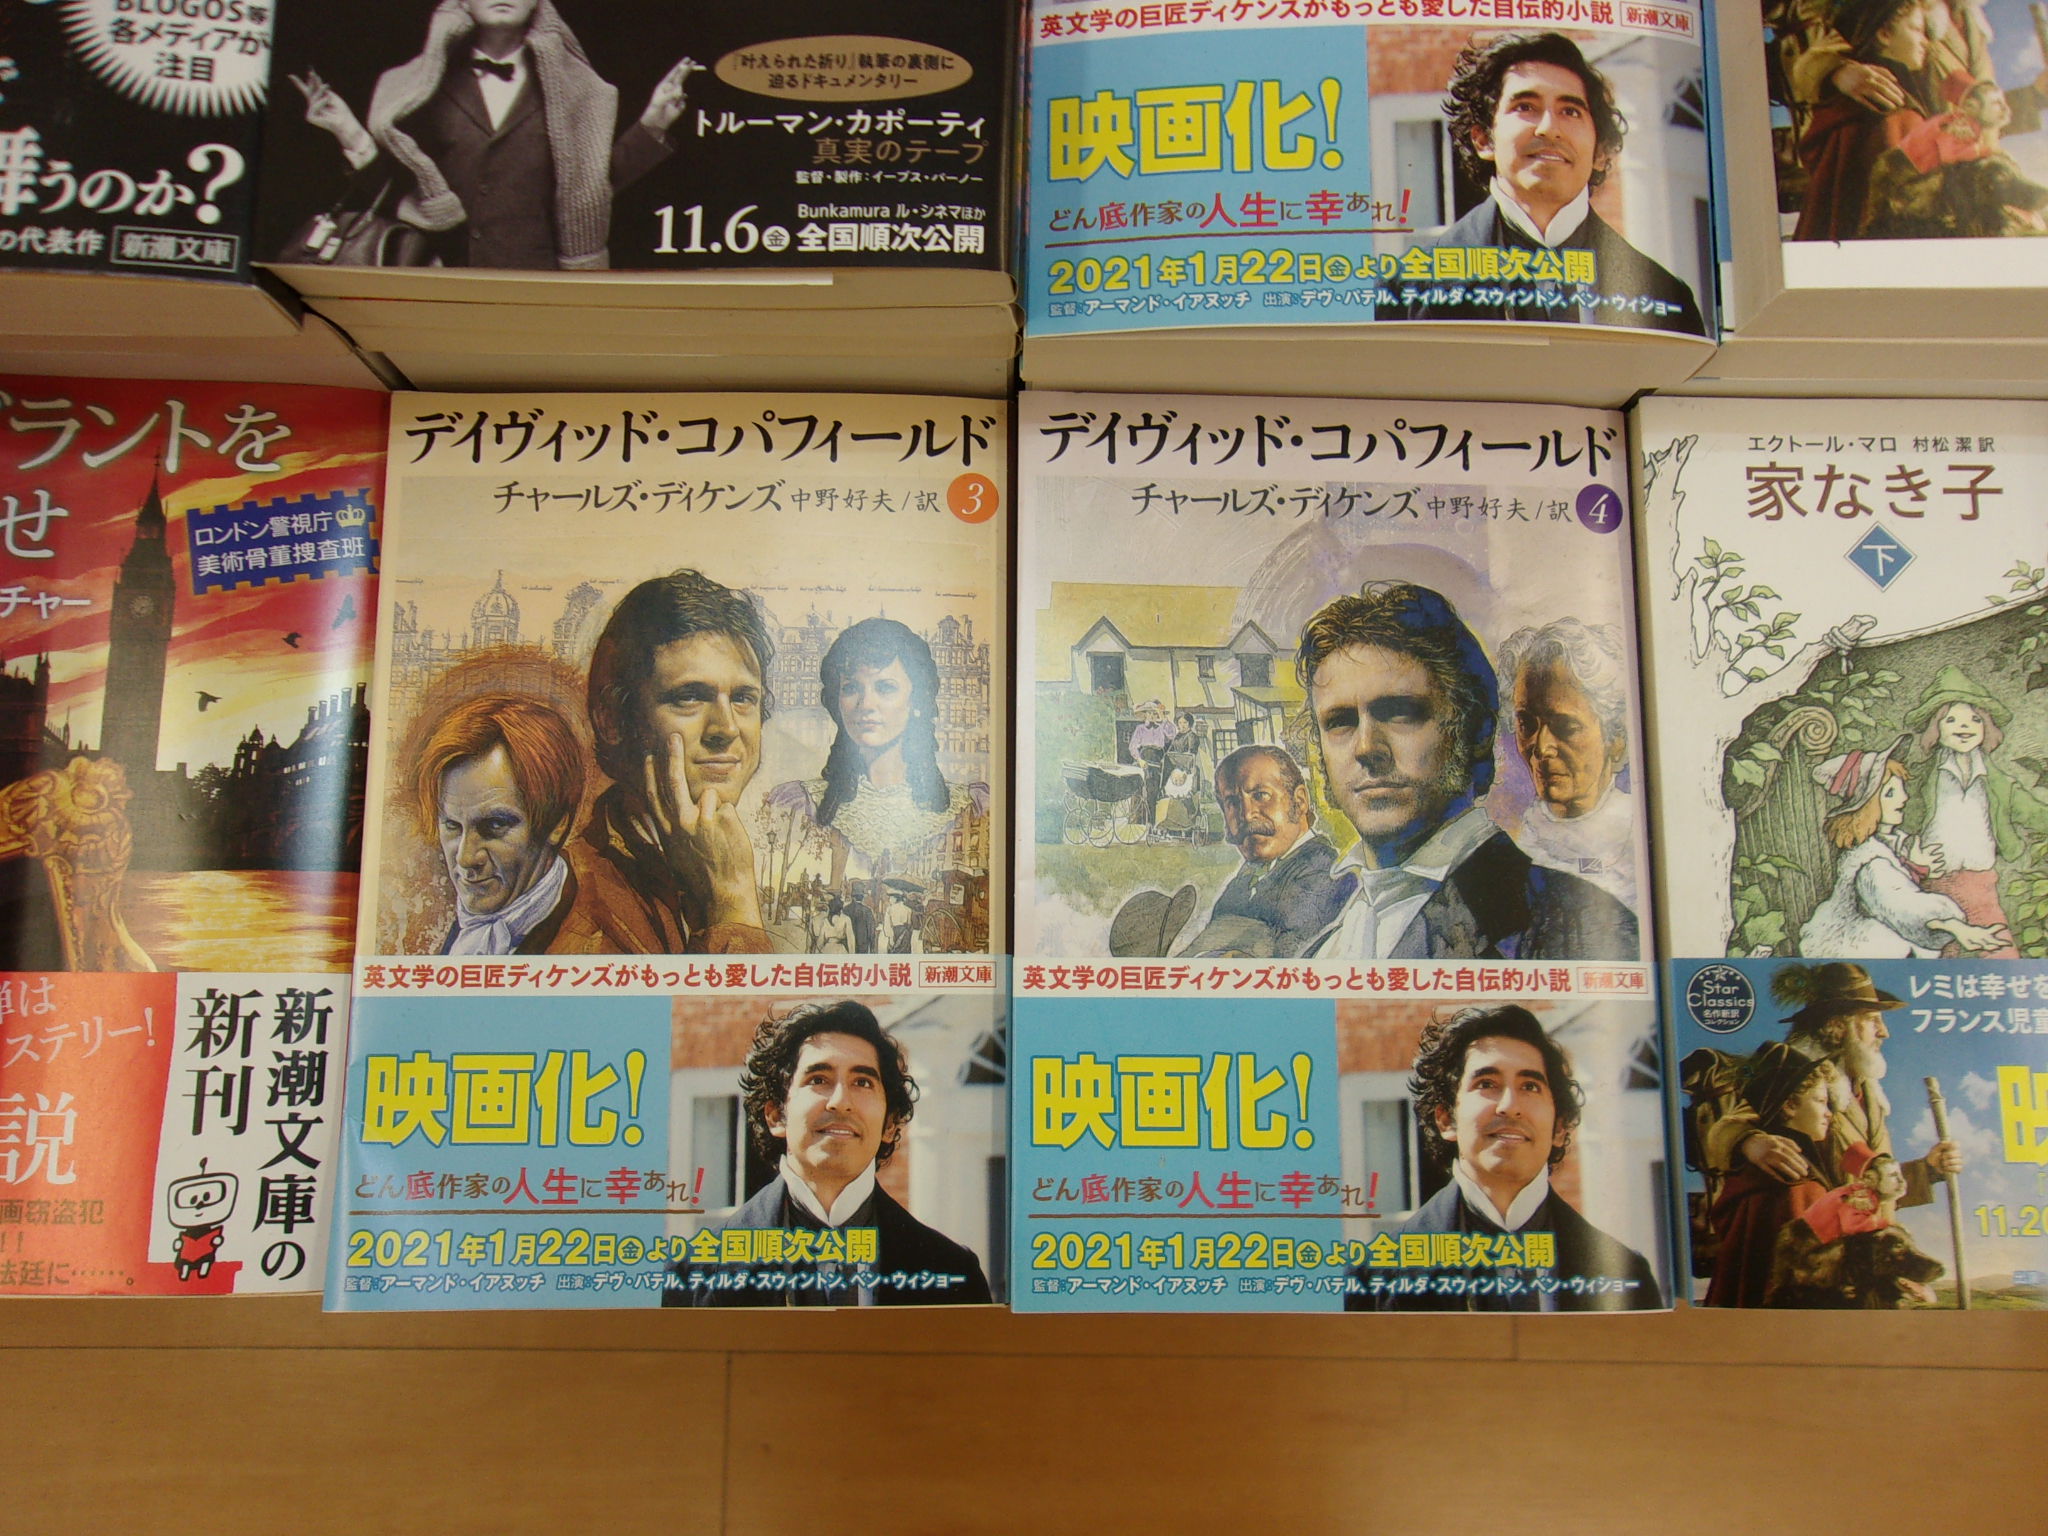 BLOGOS等
各メディアが
注目
舞うのか?
の代表作 新潮文庫
『叶えられた祈り』執筆の裏側に
迫るドキュメンタリー
トルーマン・カポーティ
真実のテープ
監督・製作:イーブス・バーノー
11.6金 Bunkamura ル・シネマほか
全国順次公開
英文学の巨匠ディケンズがもっとも愛した自伝的小説 新潮文庫
映画化!
どん底作家の人生に幸あれ!
2021年1月22日金より全国順次公開
監督:アーマンド・イアヌッチ 出演:デヴ・パテル、ティルダ・スウィントン、ベン・ウィショー
ブラントを
せ
ロンドン警視庁
美術骨董捜査班
チャー
弾は
ステリー!
説
画窃盗犯
!!
法廷に……。
新潮文庫の
新刊
デイヴィッド・コパフィールド
チャールズ・ディケンズ 中野好夫/訳 3
英文学の巨匠ディケンズがもっとも愛した自伝的小説 新潮文庫
映画化!
どん底作家の人生に幸あれ!
2021年1月22日金より全国順次公開
監督:アーマンド・イアヌッチ 出演:デヴ・パテル、ティルダ・スウィントン、ベン・ウィショー
デイヴィッド・コパフィールド
チャールズ・ディケンズ 中野好夫/訳 4
英文学の巨匠ディケンズがもっとも愛した自伝的小説 新潮文庫
映画化!
どん底作家の人生に幸あれ!
2021年1月22日金より全国順次公開
監督:アーマンド・イアヌッチ 出演:デヴ・パテル、ティルダ・スウィントン、ベン・ウィショー
エクトール・マロ 村松潔訳
家なき子
下
Star
Classics
名作新訳
コレクション
レミは幸せを
フランス児童
映
11.20